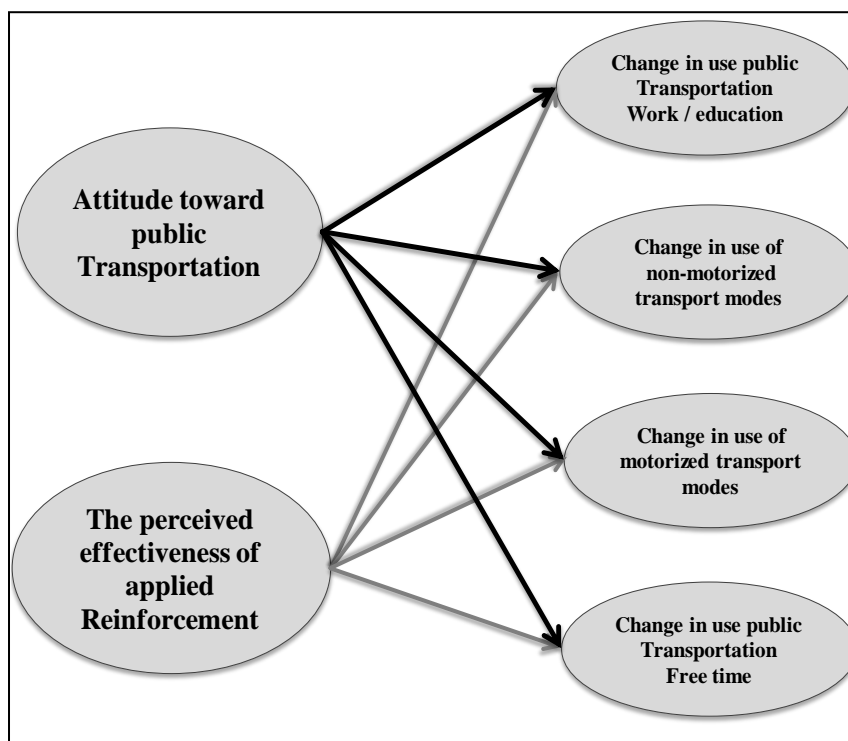 Attitude toward
public
Transportation
The perceived
effectiveness of
applied
Reinforcement
Change in use public
Transportation
Work / education
Change in use of
non-motorized
transport modes
Change in use of
motorized transport
modes
Change in use public
Transportation
Free time